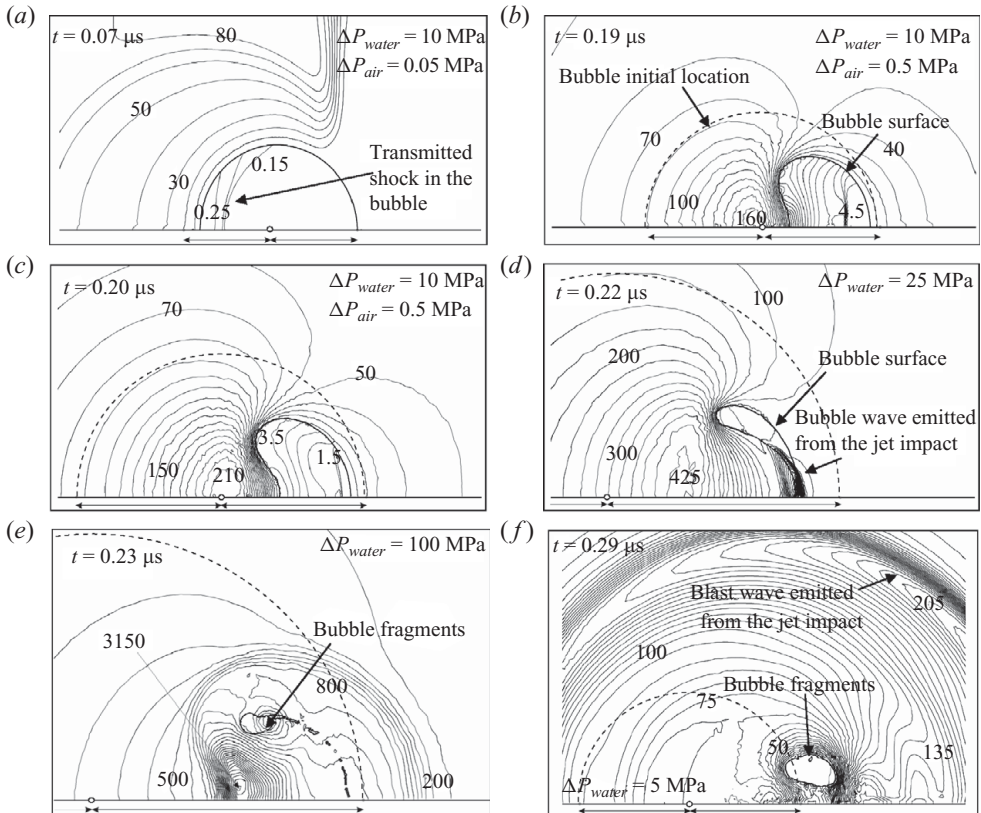 (a)
t = 0.07 µs
80
ΔP_water = 10 MPa
ΔP_air = 0.05 MPa
50
30
0.15
0.25
Transmitted
shock in the
bubble
(b)
t = 0.19 µs
ΔP_water = 10 MPa
ΔP_air = 0.5 MPa
Bubble initial location
Bubble surface
70
40
100
160
4.5
(c)
t = 0.20 µs
ΔP_water = 10 MPa
ΔP_air = 0.5 MPa
70
50
3.5
1.5
150
210
(d)
t = 0.22 µs
100
ΔP_water = 25 MPa
200
Bubble surface
Bubble wave emitted
from the jet impact
300
425
(e)
t = 0.23 µs
ΔP_water = 100 MPa
3150
Bubble fragments
800
500
200
(f)
t = 0.29 µs
Blast wave emitted
from the jet impact
205
100
Bubble fragments
75
50
135
ΔP_water = 5 MPa